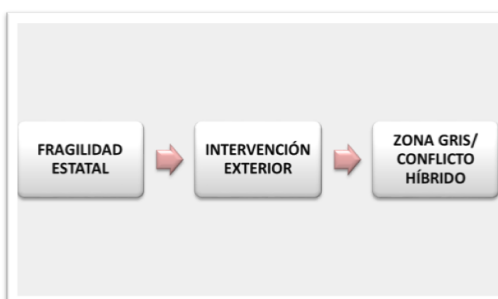 FRAGILIDAD
ESTATAL
INTERVENCIÓN
EXTERIOR
ZONA GRIS/
CONFLICTO
HÍBRIDO